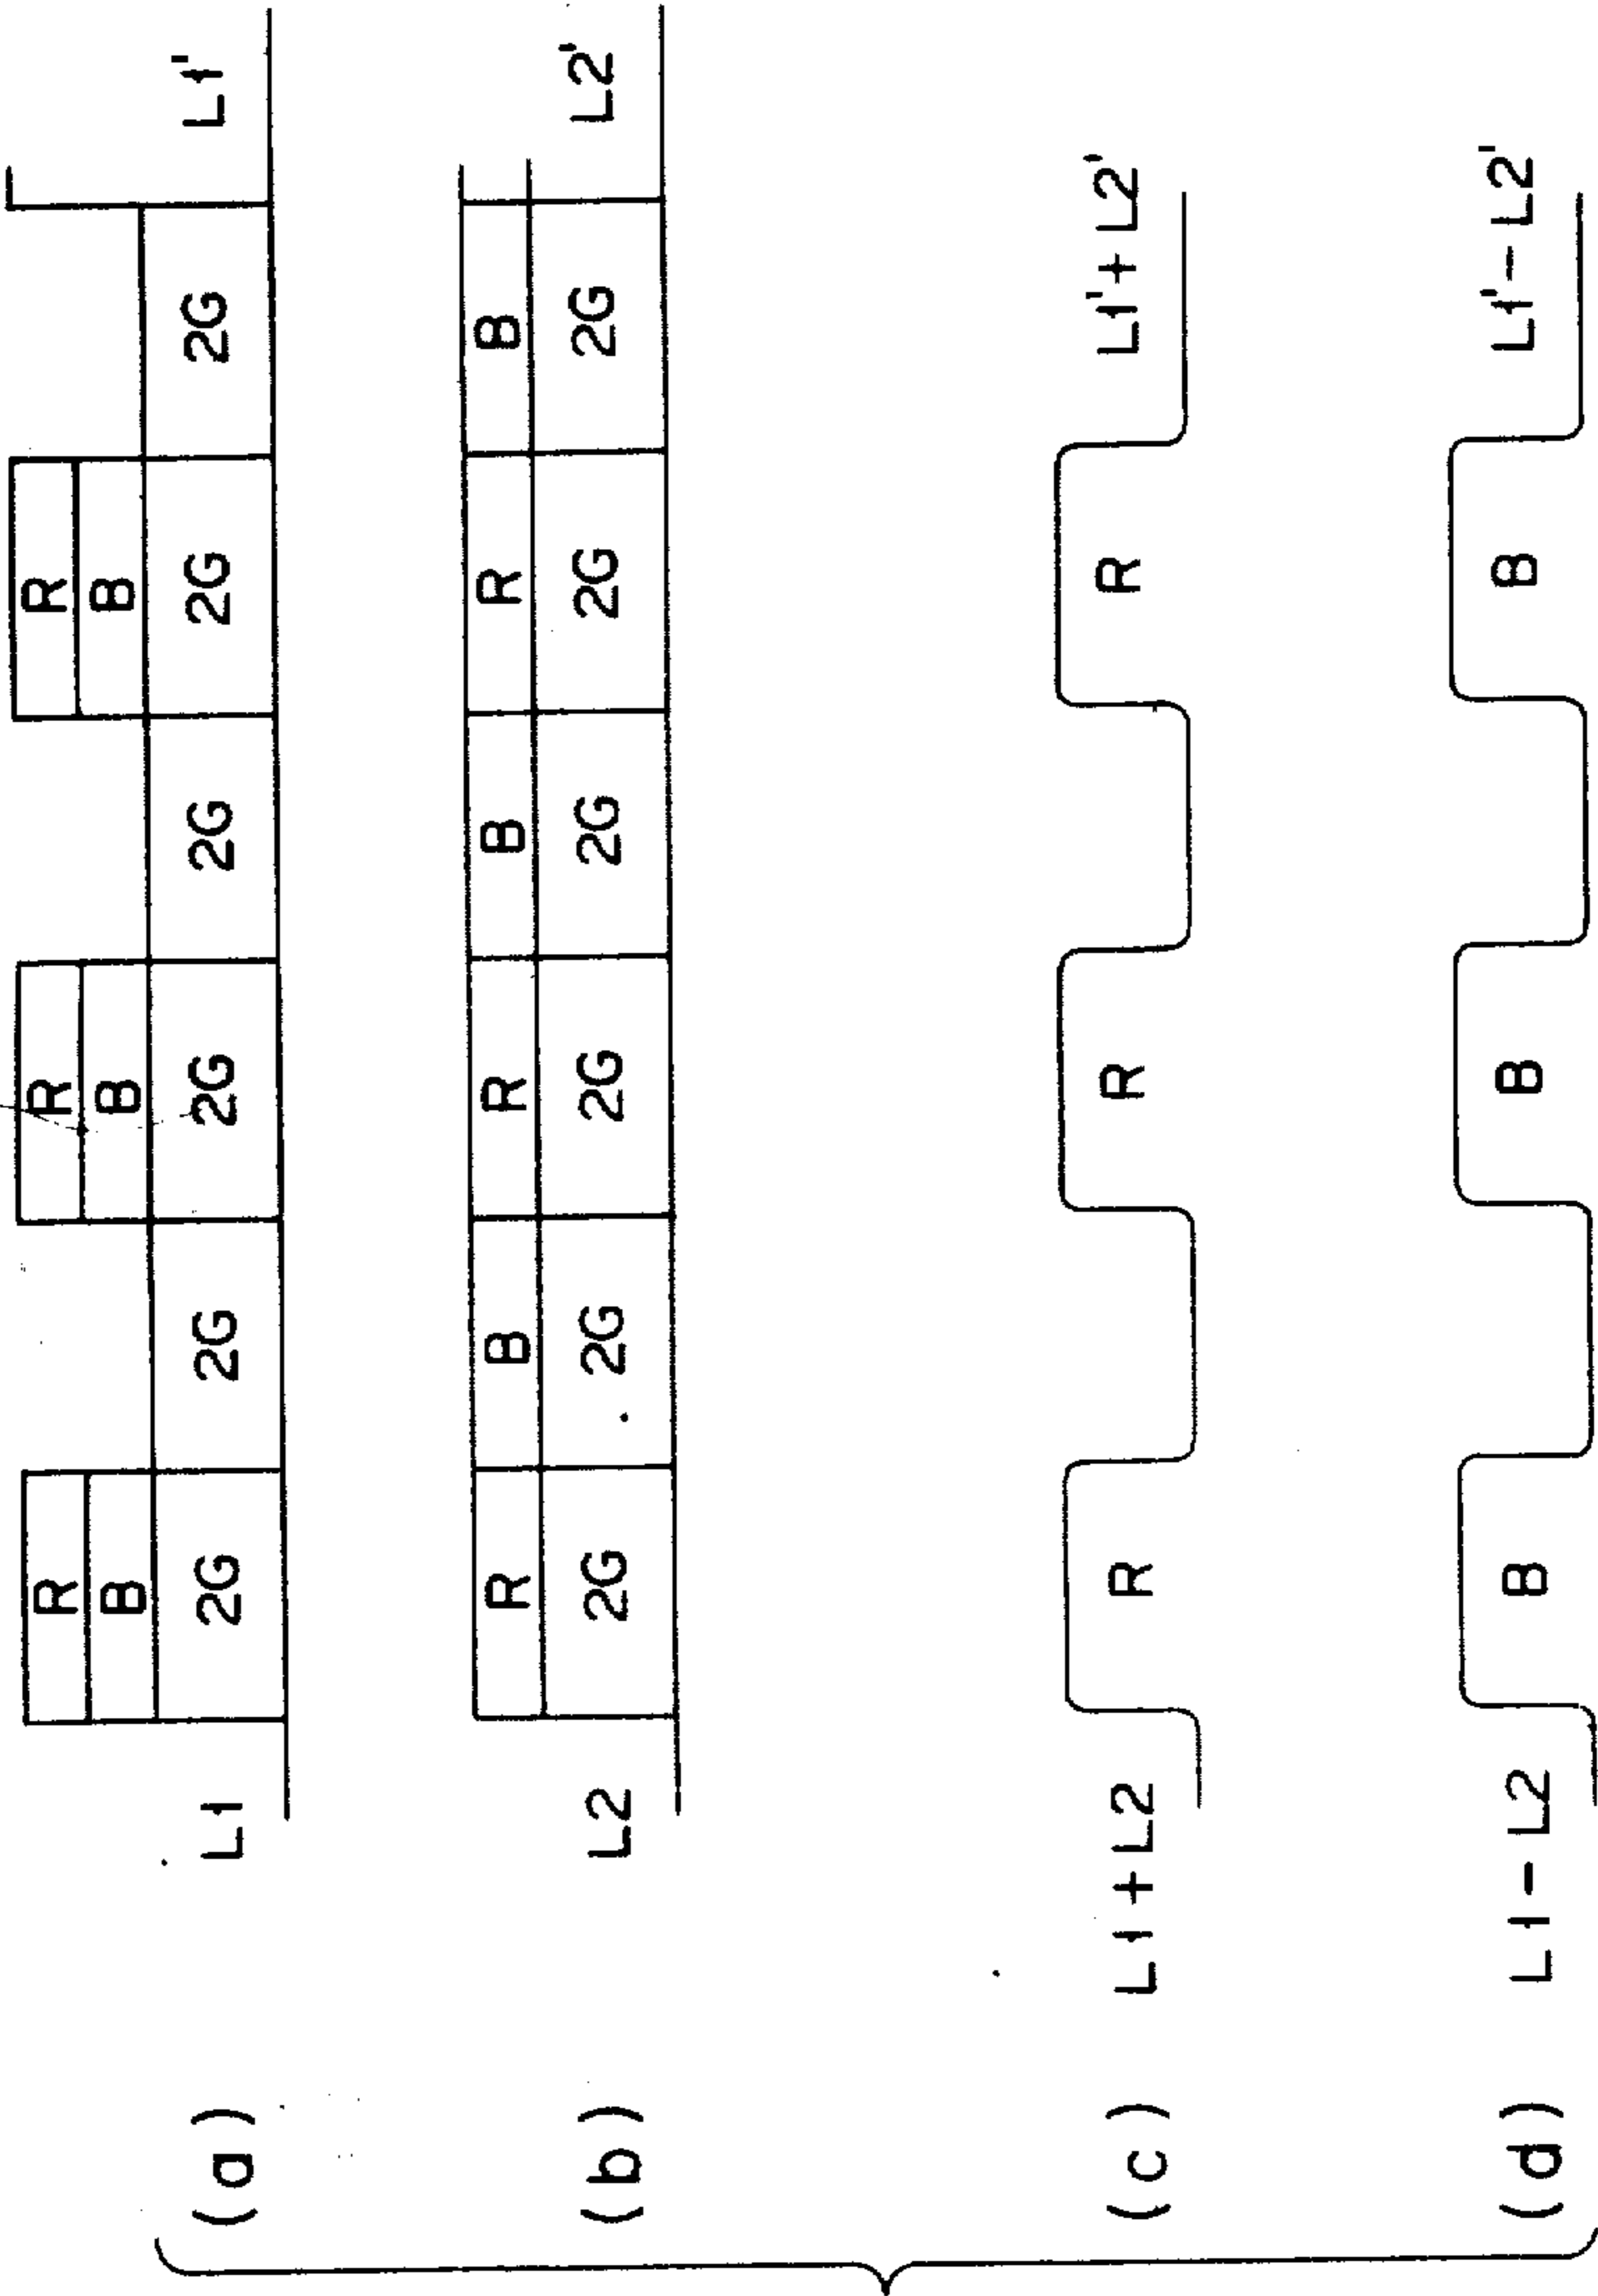 R R R
B B B
(a) L1 2G 2G 2G 2G 2G 2G L1'
R B R B R B
(b) L2 2G 2G 2G 2G 2G 2G L2'
(c) L1+L2 R R R L1'+L2'
(d) L1-L2 B B B L1'-L2'